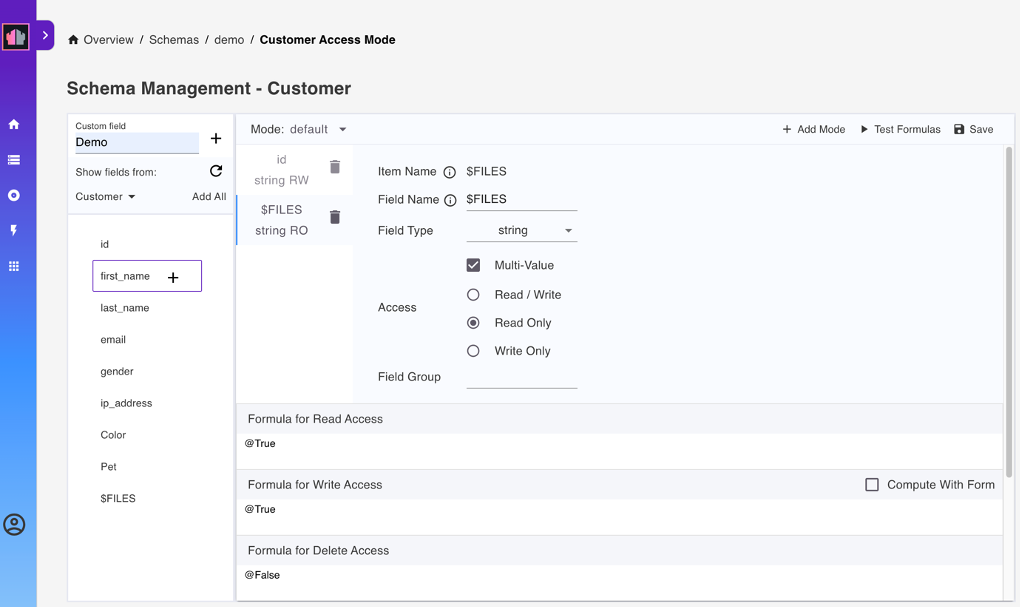 Overview / Schemas / demo / Customer Access Mode
Schema Management - Customer
Custom field
Demo
Show fields from:
Customer
Add All
id
first_name
last_name
email
gender
ip_address
Color
Pet
$FILES
Mode: default
Add Mode
Test Formulas
Save
id
string RW
$FILES
string RO
Item Name $FILES
Field Name $FILES
Field Type string
Multi-Value
Access
Read / Write
Read Only
Write Only
Field Group
Formula for Read Access
@True
Formula for Write Access
Compute With Form
@True
Formula for Delete Access
@False